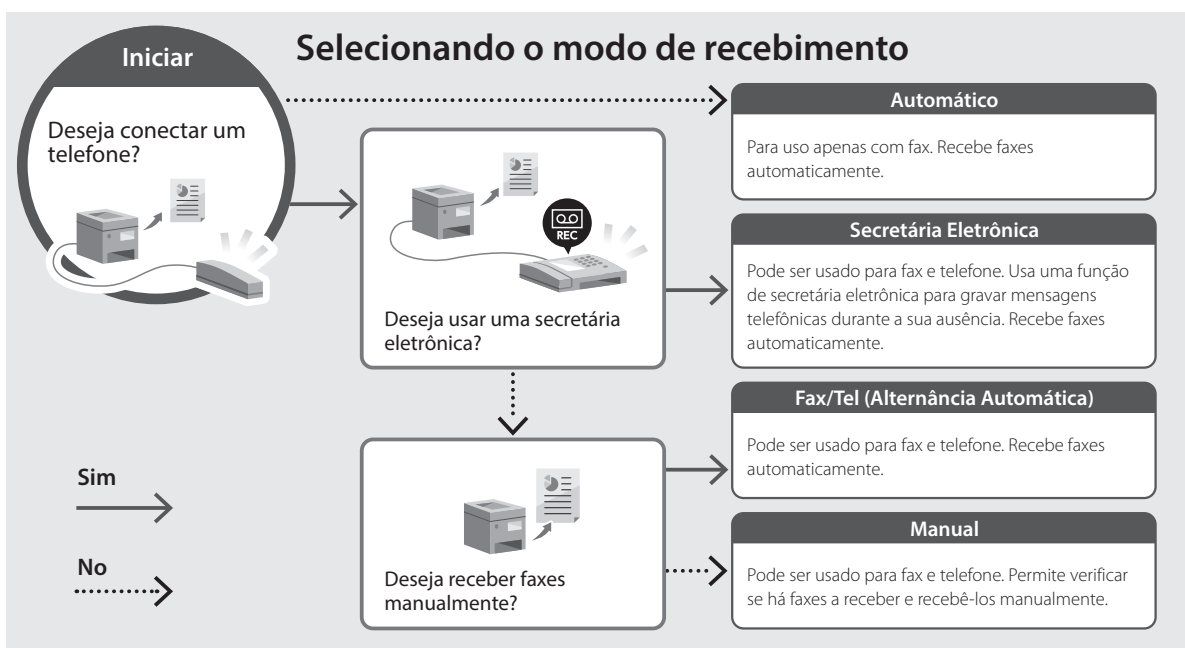 Iniciar
Selecionando o modo de recebimento
Deseja conectar um
telefone?
Automático
Para uso apenas com fax. Recebe faxes
automaticamente.
REC
Deseja usar uma secretária
eletrônica?
Secretária Eletrônica
Pode ser usado para fax e telefone. Usa uma função
de secretária eletrônica para gravar mensagens
telefônicas durante a sua ausência. Recebe faxes
automaticamente.
Fax/Tel (Alternância Automática)
Pode ser usado para fax e telefone. Recebe faxes
automaticamente.
Deseja receber faxes
manualmente?
Manual
Pode ser usado para fax e telefone. Permite verificar
se há faxes a receber e recebê-los manualmente.
Sim
No